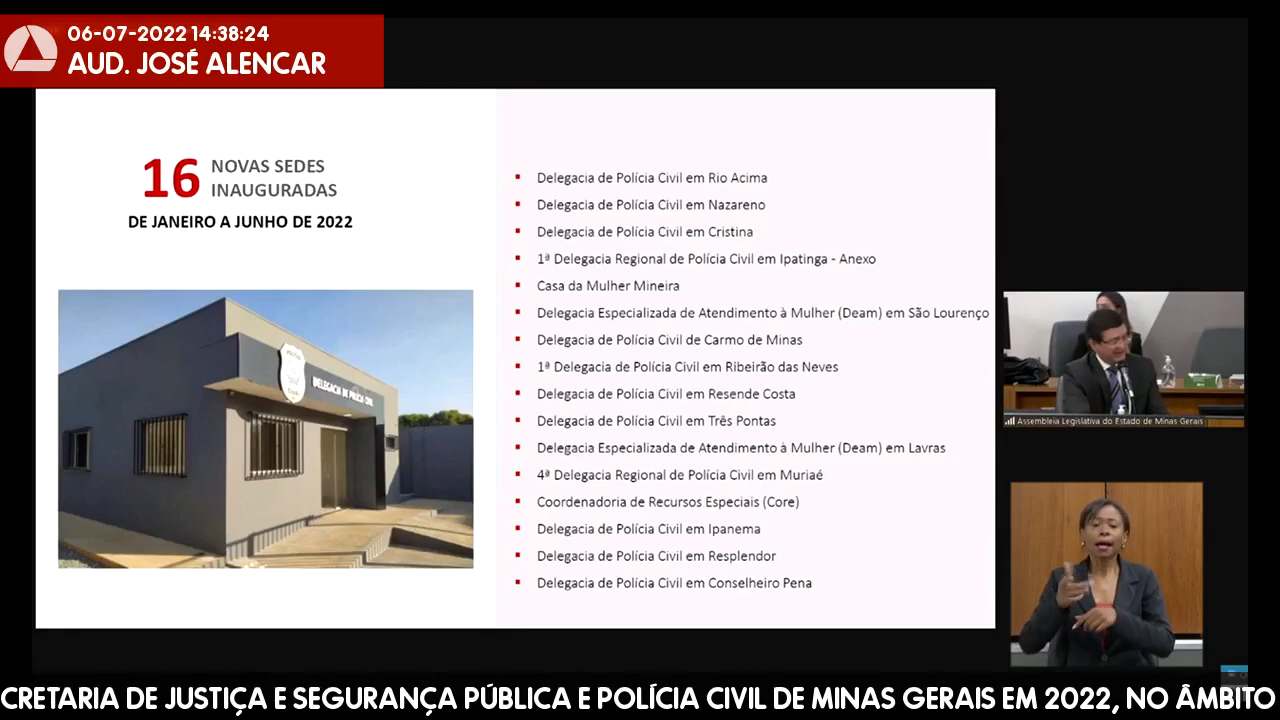 06-07-2022 14:38:24
AUD. JOSÉ ALENCAR
16 NOVAS SEDES
INAUGURADAS
DE JANEIRO A JUNHO DE 2022
DELEGACIA DE POLÍCIA CIVIL
Delegacia de Polícia Civil em Rio Acima
Delegacia de Polícia Civil em Nazareno
Delegacia de Polícia Civil em Cristina
1ª Delegacia Regional de Polícia Civil em Ipatinga - Anexo
Casa da Mulher Mineira
Delegacia Especializada de Atendimento à Mulher (Deam) em São Lourenço
Delegacia de Polícia Civil de Carmo de Minas
1ª Delegacia de Polícia Civil em Ribeirão das Neves
Delegacia de Polícia Civil em Resende Costa
Delegacia de Polícia Civil em Três Pontas
Delegacia Especializada de Atendimento à Mulher (Deam) em Lavras
4ª Delegacia Regional de Polícia Civil em Muriaé
Coordenadoria de Recursos Especiais (Core)
Delegacia de Polícia Civil em Ipanema
Delegacia de Polícia Civil em Resplendor
Delegacia de Polícia Civil em Conselheiro Pena
Assembleia Legislativa do Estado de Minas Gerais
CRETARIA DE JUSTIÇA E SEGURANÇA PÚBLICA E POLÍCIA CIVIL DE MINAS GERAIS EM 2022, NO ÂMBITO